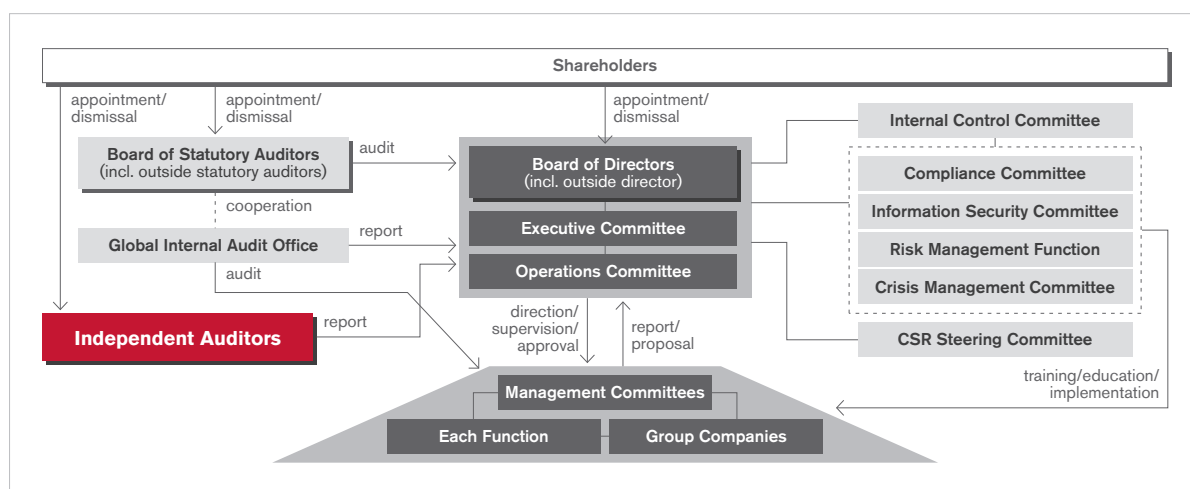 Shareholders
appointment/
dismissal
appointment/
dismissal
appointment/
dismissal
Board of Statutory Auditors
(incl. outside statutory auditors)
audit
cooperation
Global Internal Audit Office
report
audit
Independent Auditors
report
Board of Directors
(incl. outside director)
Executive Committee
Operations Committee
direction/
supervision/
approval
report/
proposal
Management Committees
Each Function
Group Companies
Internal Control Committee
Compliance Committee
Information Security Committee
Risk Management Function
Crisis Management Committee
CSR Steering Committee
training/education/
implementation